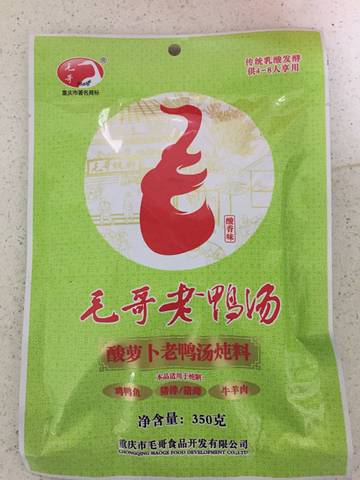 毛哥
®
重庆市著名商标
传统乳酸发酵
供4-8人享用
酸香味
毛哥老鸭汤
酸萝卜老鸭汤炖料
本品适用于炖制
鸡鸭鱼
猪蹄/猪骨
牛羊肉
净含量：350克
重庆市毛哥食品开发有限公司
CHONGQING MAOGE FOOD DEVELOPMENT CO.,LTD